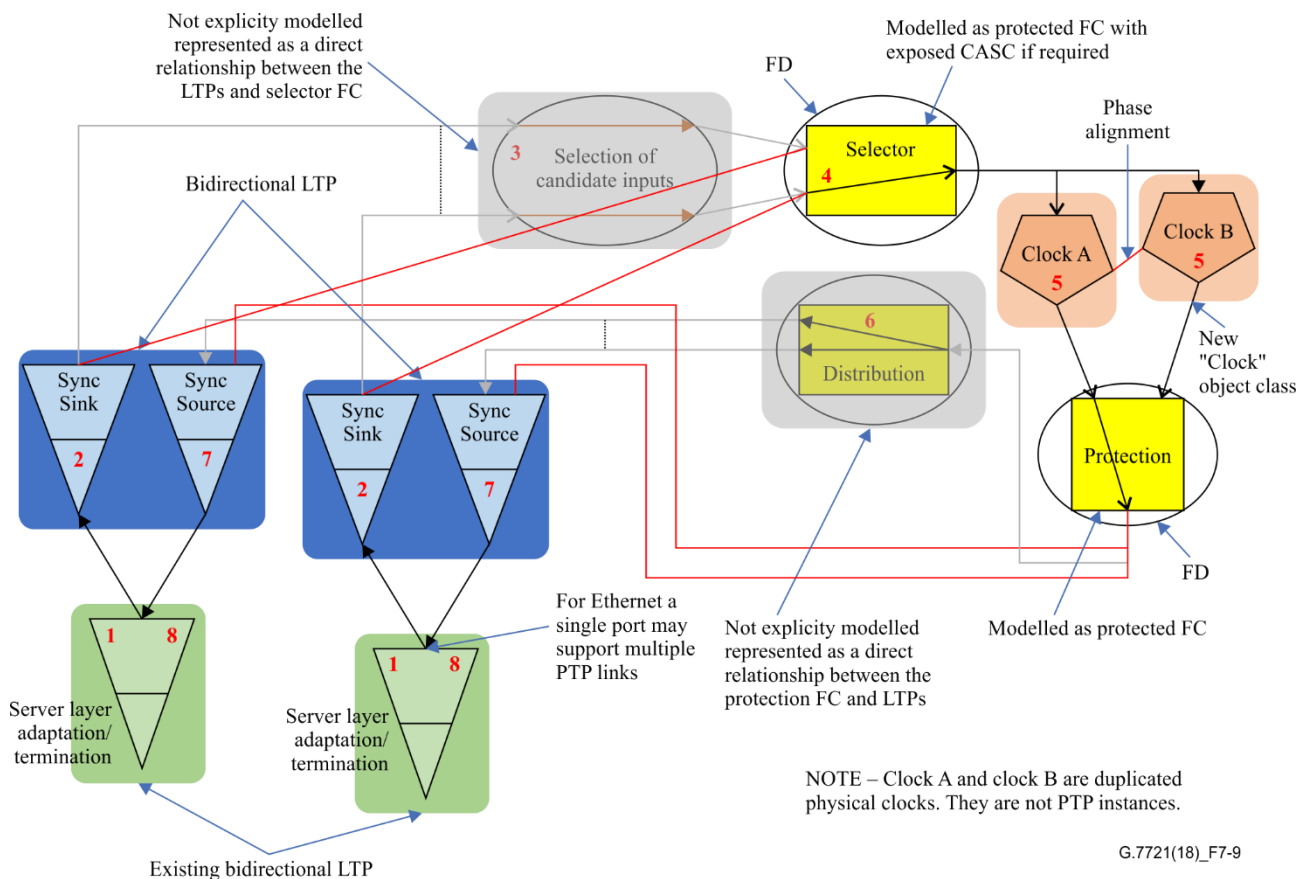 Not explicity modelled
represented as a direct
relationship between the
LTPs and selector FC
Modelled as protected FC with
exposed CASC if required
FD
Phase
alignment
3
Selection of
candidate inputs
Selector
4
Bidirectional LTP
Clock A
5
Clock B
5
6
Distribution
New
"Clock"
object class
Sync
Sink
2
Sync
Source
7
Sync
Sink
2
Sync
Source
7
Protection
FD
For Ethernet a
single port may
support multiple
PTP links
Not explicity modelled
represented as a direct
relationship between the
protection FC and LTPs
Modelled as protected FC
1 8
Server layer
adaptation/
termination
1 8
Server layer
adaptation/
termination
NOTE – Clock A and clock B are duplicated
physical clocks. They are not PTP instances.
Existing bidirectional LTP
G.7721(18)_F7-9